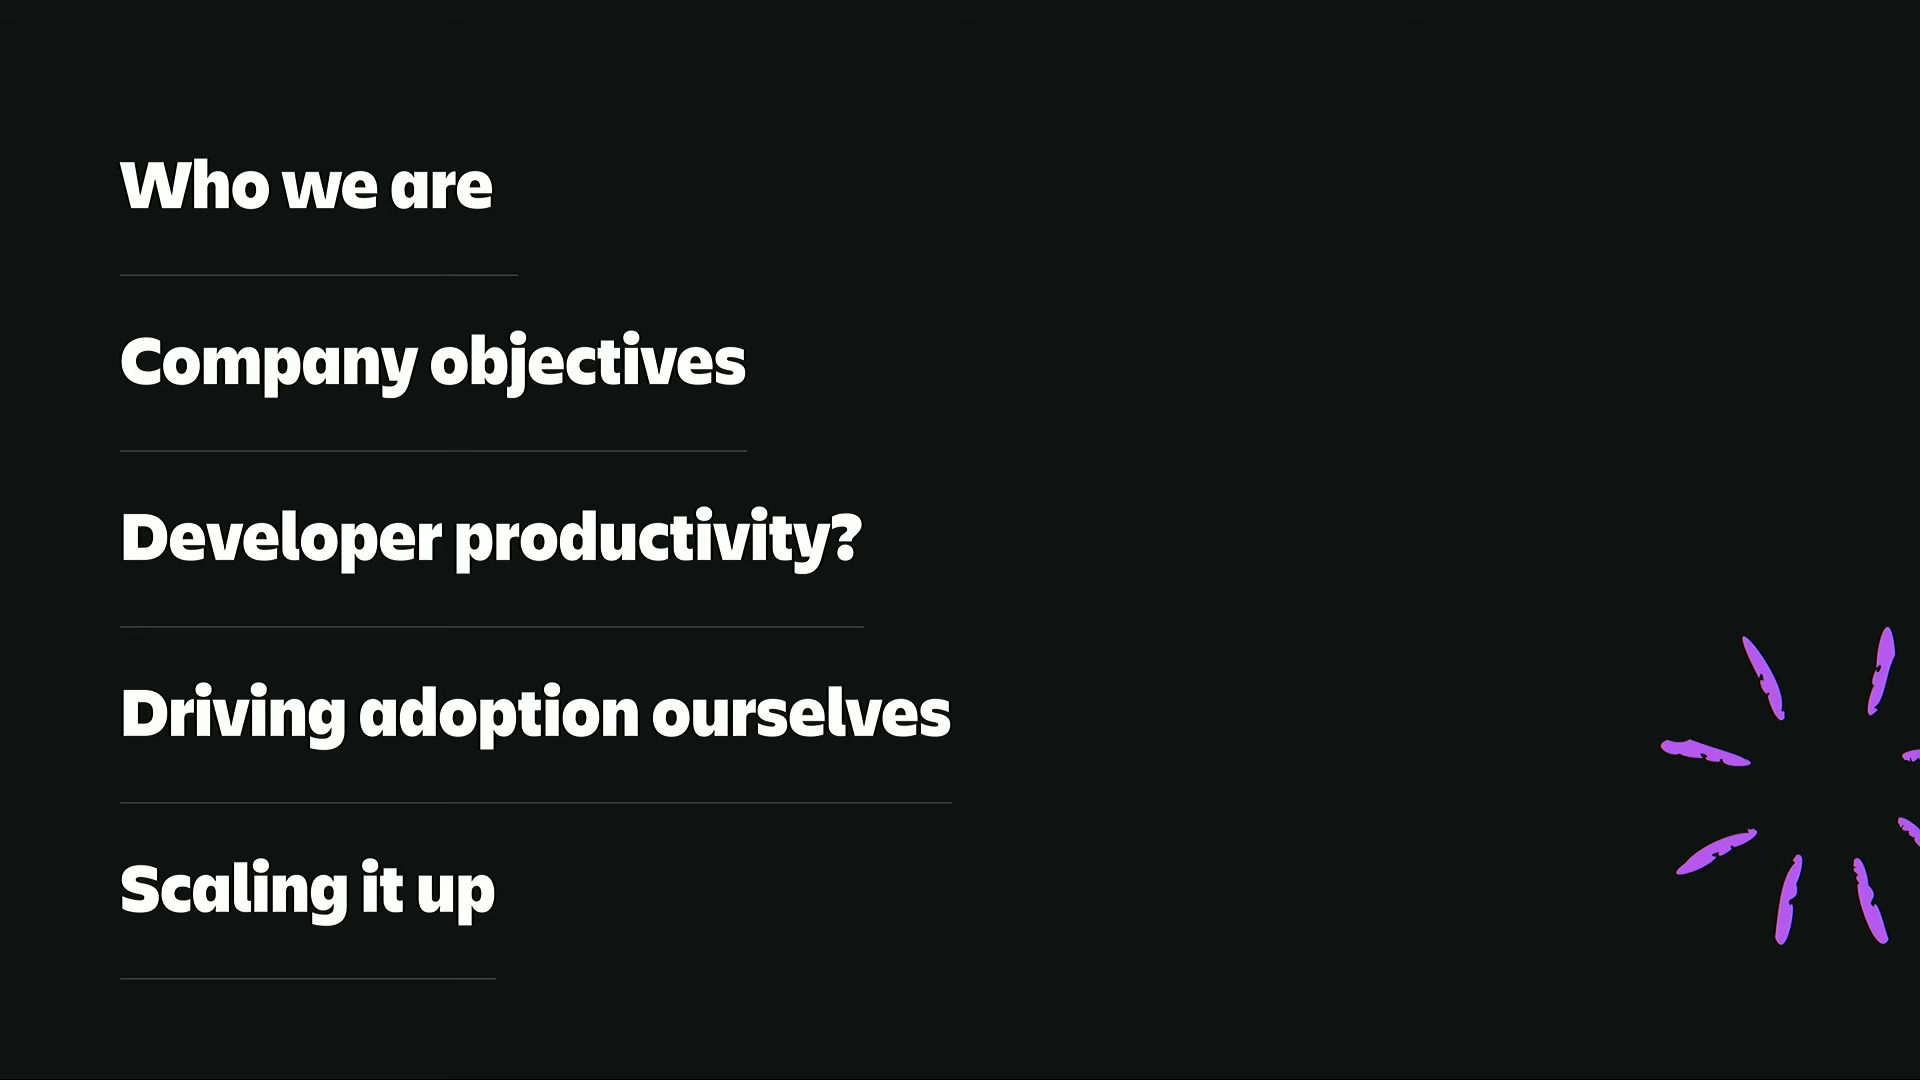 Who we are
Company objectives
Developer productivity?
Driving adoption ourselves
Scaling it up